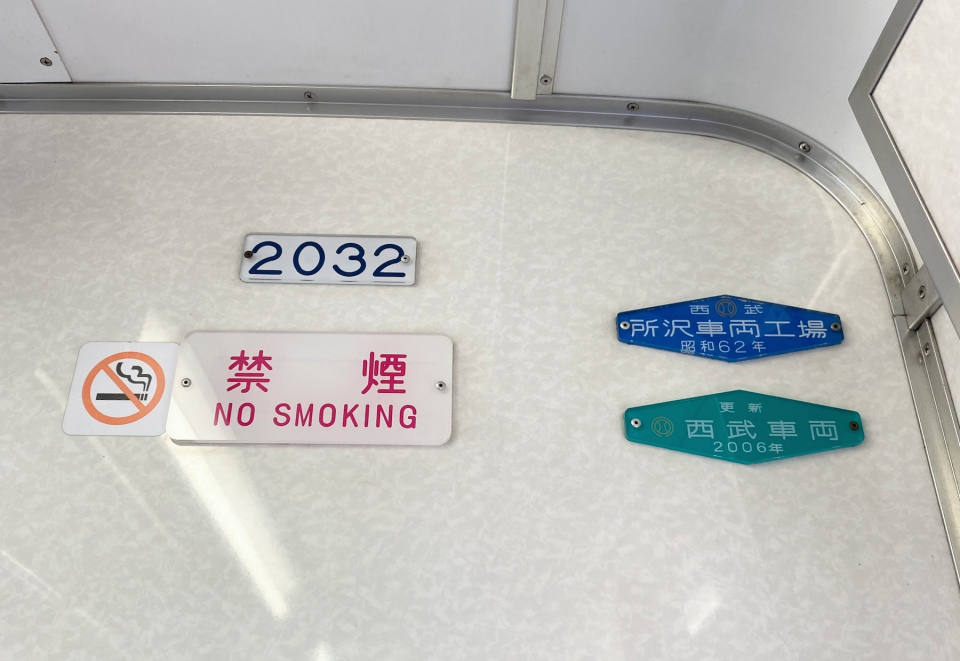 2032
禁煙
NO SMOKING
西武
所沢車両工場
昭和62年
更新
西武車両
2006年